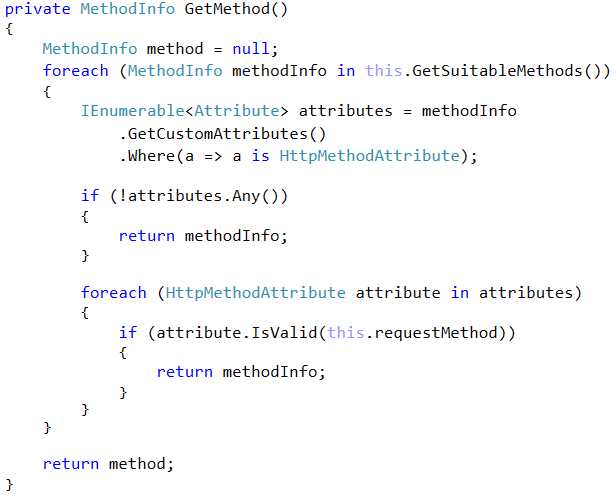 private MethodInfo GetMethod()
{
    MethodInfo method = null;
    foreach (MethodInfo methodInfo in this.GetSuitableMethods())
    {
        IEnumerable<Attribute> attributes = methodInfo
            .GetCustomAttributes()
            .Where(a => a is HttpMethodAttribute);

        if (!attributes.Any())
        {
            return methodInfo;
        }

        foreach (HttpMethodAttribute attribute in attributes)
        {
            if (attribute.IsValid(this.requestMethod))
            {
                return methodInfo;
            }
        }
    }

    return method;
}